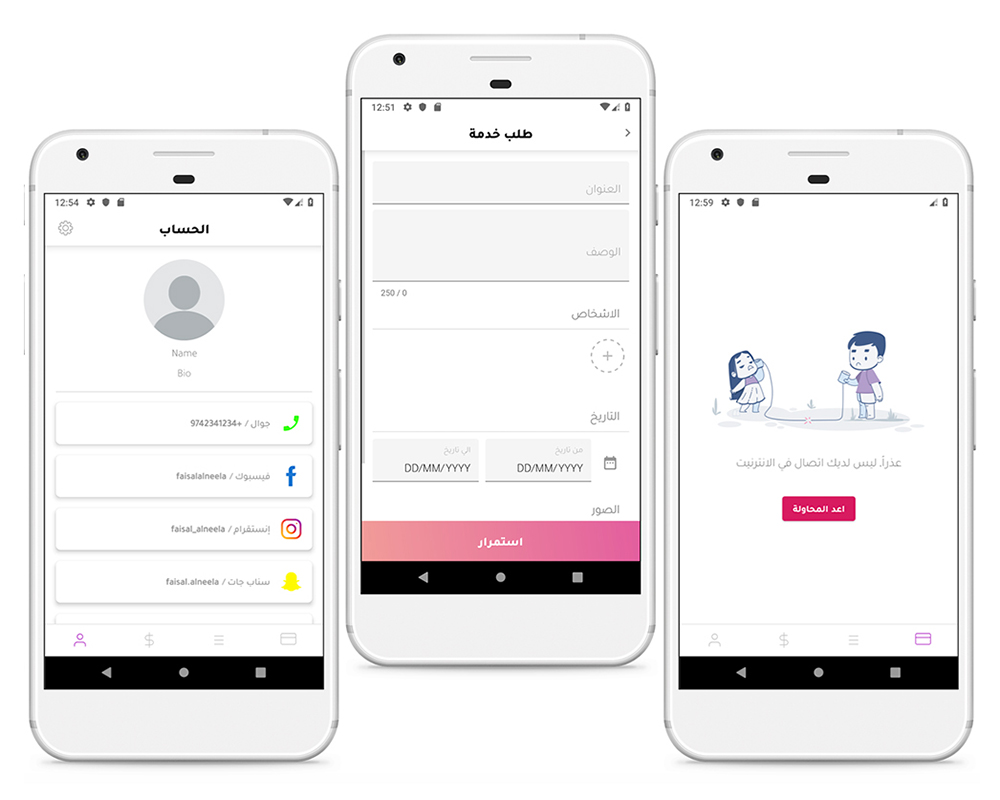 12:54
الحساب
Name
Bio
جوال / +9742341234
فيسبوك / faisalalneela
إنستقرام / faisal_alneela
سناب جات / faisal.alneela
12:51
طلب خدمة
العنوان
الوصف
250 / 0
الاشخاص
التاريخ
من تاريخ
DD/MM/YYYY
الي تاريخ
DD/MM/YYYY
الصور
استمرار
12:59
عذراً. ليس لديك اتصال في الانترنيت
اعد المحاولة